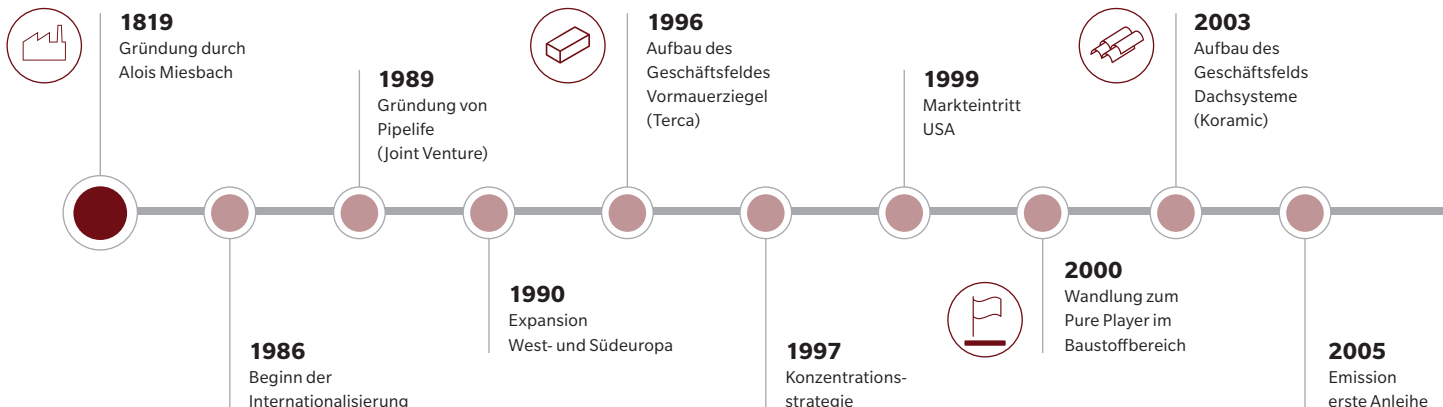 1819
Gründung durch
Alois Miesbach
1986
Beginn der
Internationalisierung
1989
Gründung von
Pipelife
(Joint Venture)
1990
Expansion
West- und Südeuropa
1996
Aufbau des
Geschäftsfeldes
Vormauerziegel
(Terca)
1997
Konzentrations-
strategie
1999
Markteintritt
USA
2000
Wandlung zum
Pure Player im
Baustoffbereich
2003
Aufbau des
Geschäftsfelds
Dachsysteme
(Koramic)
2005
Emission
erste Anleihe